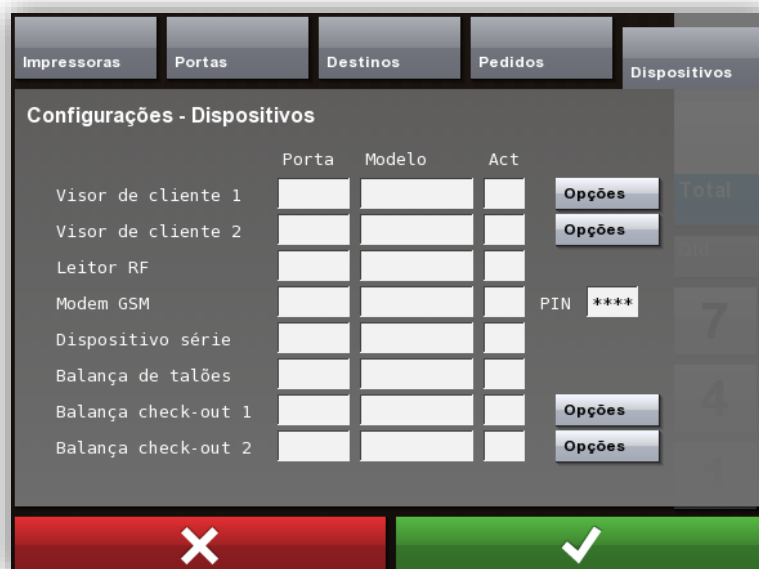 Impressoras Portas Destinos Pedidos Dispositivos
Configurações - Dispositivos
Porta Modelo Act
Visor de cliente 1 Opções
Visor de cliente 2 Opções
Leitor RF
Modem GSM PIN ****
Dispositivo série
Balança de talões
Balança check-out 1 Opções
Balança check-out 2 Opções
Total
7
4
1